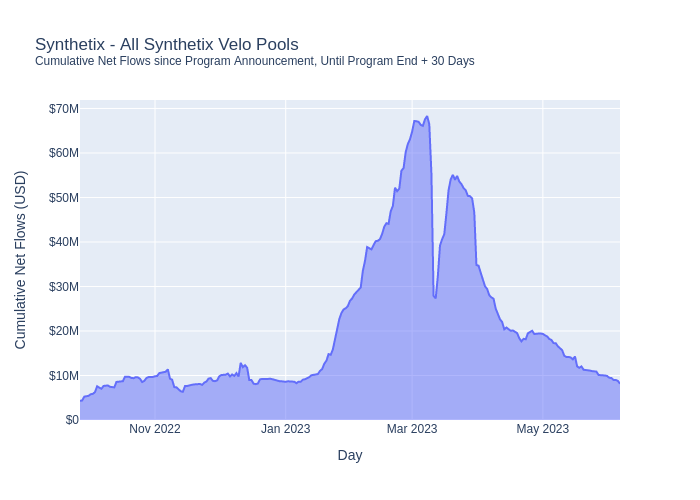 Synthetix - All Synthetix Velo Pools
Cumulative Net Flows since Program Announcement, Until Program End + 30 Days
$70M
$60M
$50M
$40M
$30M
$20M
$10M
$0
Cumulative Net Flows (USD)
Nov 2022
Jan 2023
Mar 2023
May 2023
Day